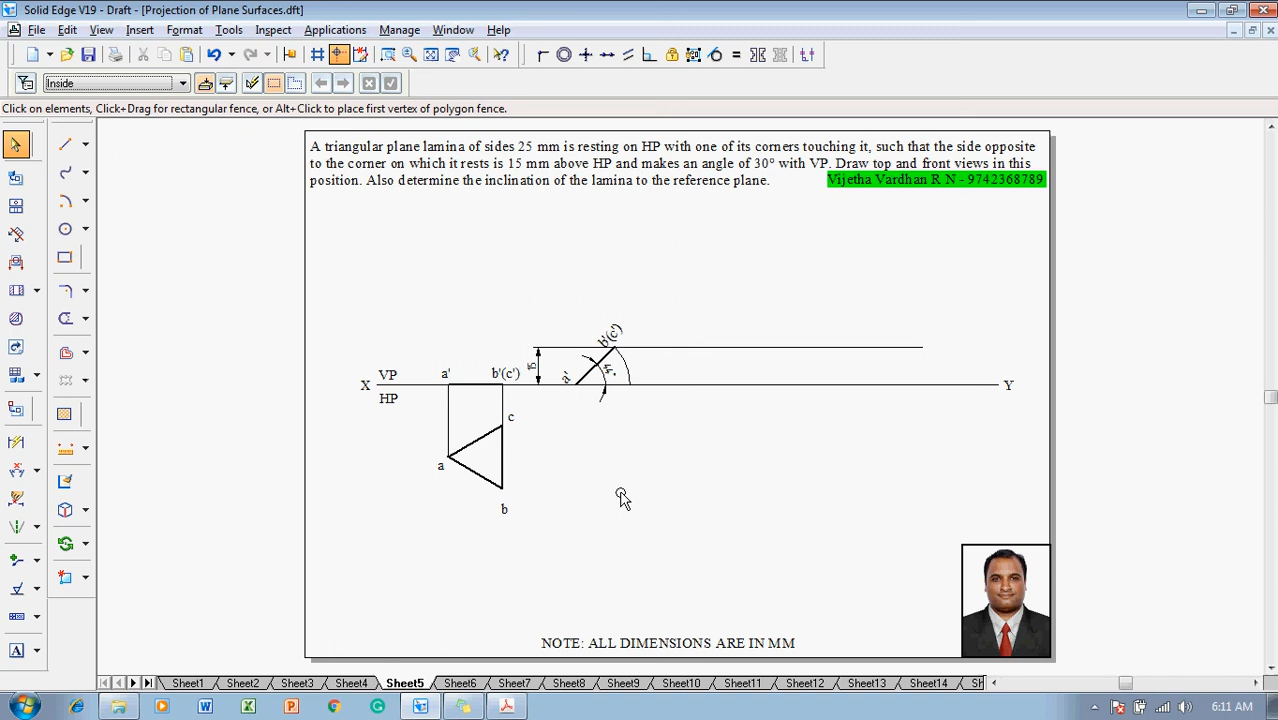 Solid Edge V19 - Draft - [Projection of Plane Surfaces.dft]
File Edit View Insert Format Tools Inspect Applications Manage Window Help
Inside
Click on elements, Click+Drag for rectangular fence, or Alt+Click to place first vertex of polygon fence.
A triangular plane lamina of sides 25 mm is resting on HP with one of its corners touching it, such that the side opposite
to the corner on which it rests is 15 mm above HP and makes an angle of 30° with VP. Draw top and front views in this
position. Also determine the inclination of the lamina to the reference plane.
Vijetha Vardhan R N - 9742368789
b'(c')
VP a' b'(c') 15 a'
X Y
HP
c
a
b
NOTE: ALL DIMENSIONS ARE IN MM
Sheet1 Sheet2 Sheet3 Sheet4 Sheet5 Sheet6 Sheet7 Sheet8 Sheet9 Sheet10 Sheet11 Sheet12 Sheet13 Sheet14 Sl
6:11 AM